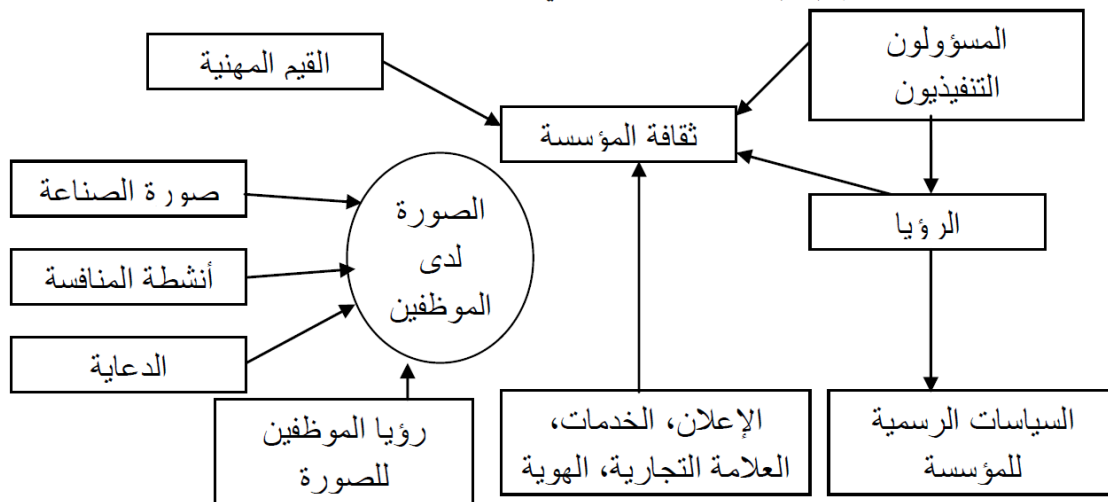 المسؤولون
التنفيذيون
القيم المهنية
ثقافة المؤسسة
صورة الصناعة
الصورة
لدى
الموظفين
الرؤيا
أنشطة المنافسة
الدعاية
رؤيا الموظفين
للصورة
الإعلان، الخدمات،
العلامة التجارية، الهوية
السياسات الرسمية
للمؤسسة